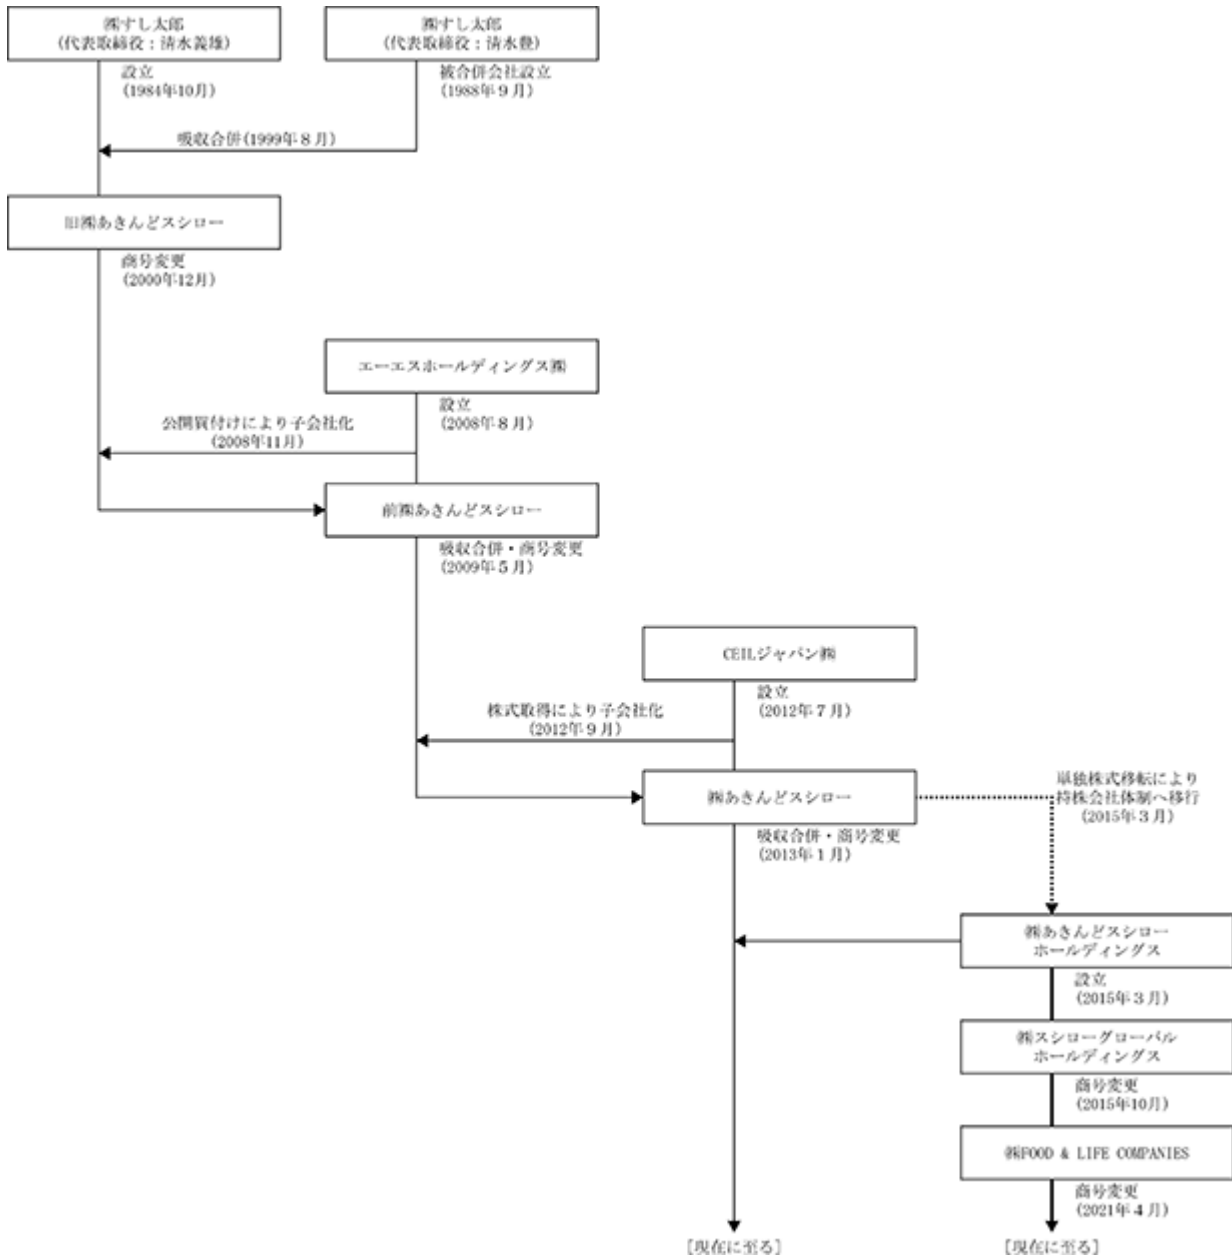 ㈱すし太郎
(代表取締役：清水義雄)
㈱すし太郎
(代表取締役：清水豊)
設立
(1984年10月)
被合併会社設立
(1988年９月)
吸収合併(1999年８月)
旧㈱あきんどスシロー
商号変更
(2000年12月)
エーエスホールディングス㈱
設立
(2008年８月)
公開買付けにより子会社化
(2008年11月)
前㈱あきんどスシロー
吸収合併・商号変更
(2009年５月)
CEILジャパン㈱
設立
(2012年７月)
株式取得により子会社化
(2012年９月)
㈱あきんどスシロー
吸収合併・商号変更
(2013年１月)
単独株式移転により
持株会社体制へ移行
(2015年３月)
㈱あきんどスシロー
ホールディングス
設立
(2015年３月)
㈱スシローグローバル
ホールディングス
商号変更
(2015年10月)
㈱FOOD & LIFE COMPANIES
商号変更
(2021年４月)
[現在に至る]
[現在に至る]